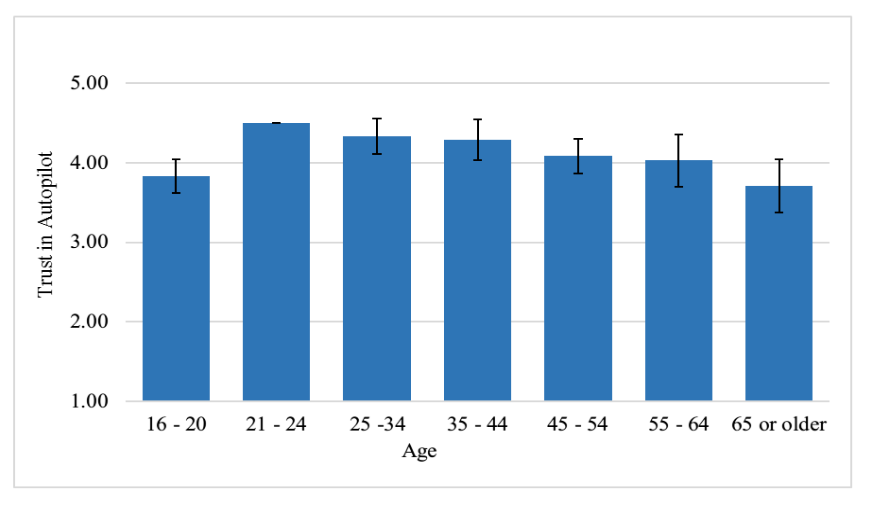 5.00
4.00
3.00
2.00
1.00
Trust in Autopilot
16 - 20 21 - 24 25 -34 35 - 44 45 - 54 55 - 64 65 or older
Age